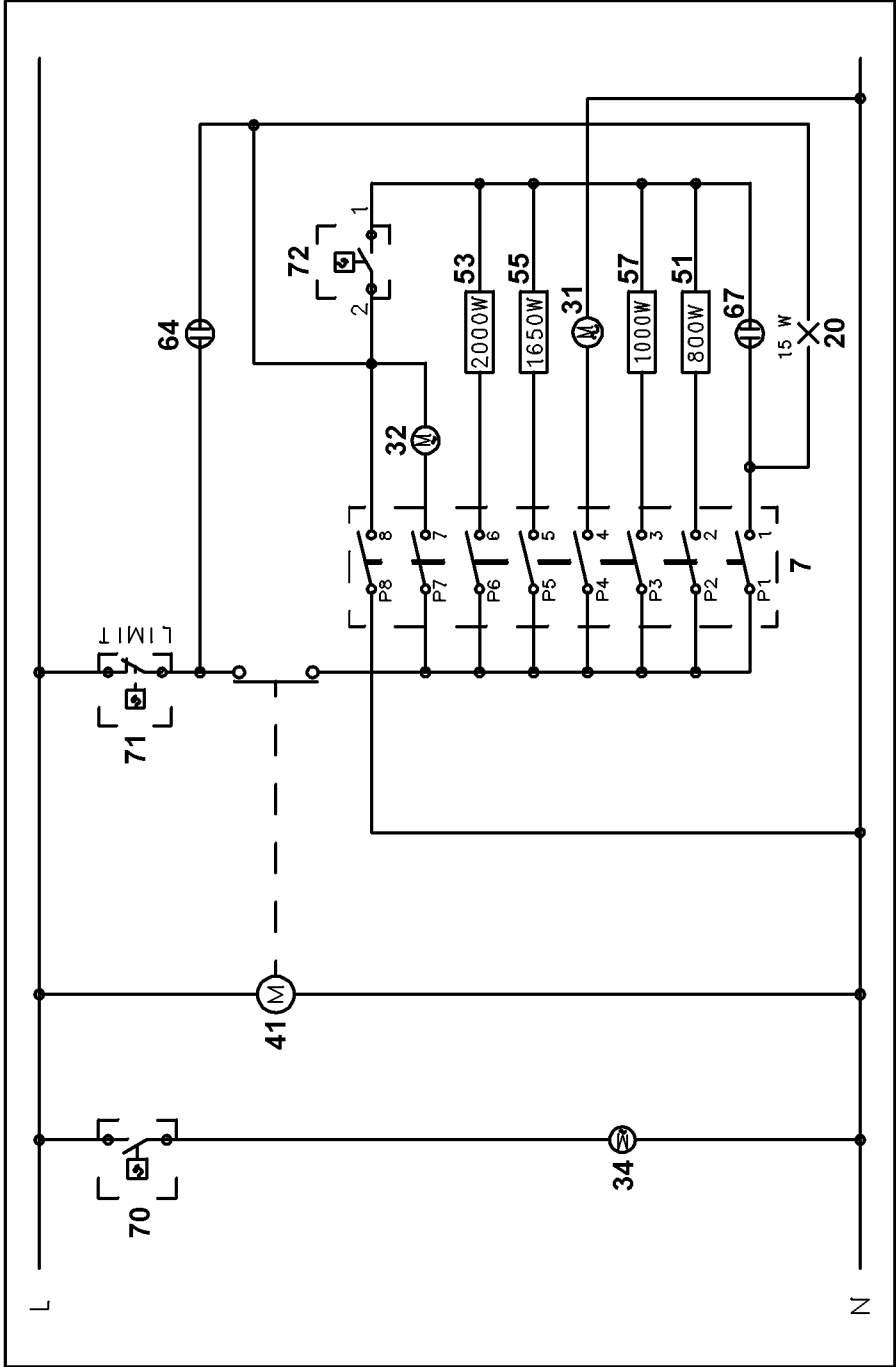 L
70
71
LIMIT
64
41
72
2 1
P8 8
32
P7 7
P6 6 2000W 53
P5 5 1650W 55
P4 4 M 31
P3 3 1000W 57
P2 2 800W 51
P1 1 67
7
15 W
20
M
M
M
34
N